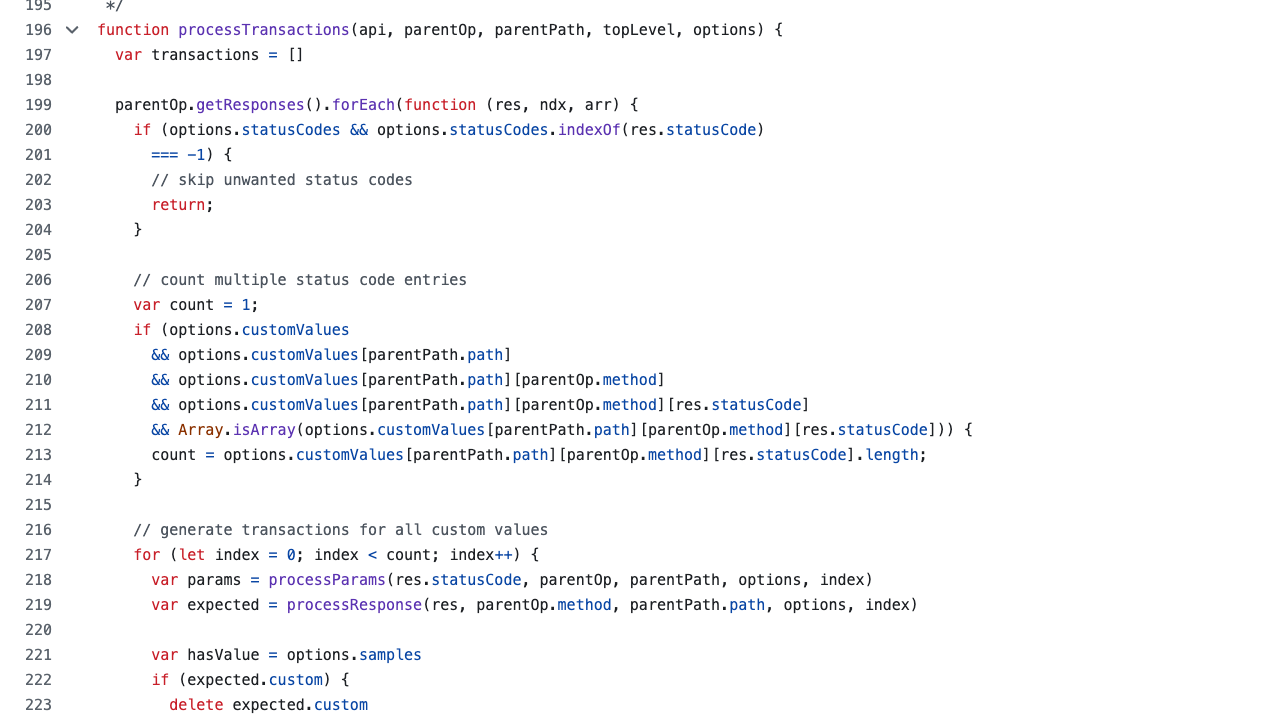 195       */
196      function processTransactions(api, parentOp, parentPath, topLevel, options) {
197        var transactions = []
198
199        parentOp.getResponses().forEach(function (res, ndx, arr) {
200          if (options.statusCodes && options.statusCodes.indexOf(res.statusCode)
201            === -1) {
202            // skip unwanted status codes
203            return;
204          }
205
206          // count multiple status code entries
207          var count = 1;
208          if (options.customValues
209            && options.customValues[parentPath.path]
210            && options.customValues[parentPath.path][parentOp.method]
211            && options.customValues[parentPath.path][parentOp.method][res.statusCode]
212            && Array.isArray(options.customValues[parentPath.path][parentOp.method][res.statusCode])) {
213            count = options.customValues[parentPath.path][parentOp.method][res.statusCode].length;
214          }
215
216          // generate transactions for all custom values
217          for (let index = 0; index < count; index++) {
218            var params = processParams(res.statusCode, parentOp, parentPath, options, index)
219            var expected = processResponse(res, parentOp.method, parentPath.path, options, index)
220
221            var hasValue = options.samples
222            if (expected.custom) {
223              delete expected.custom